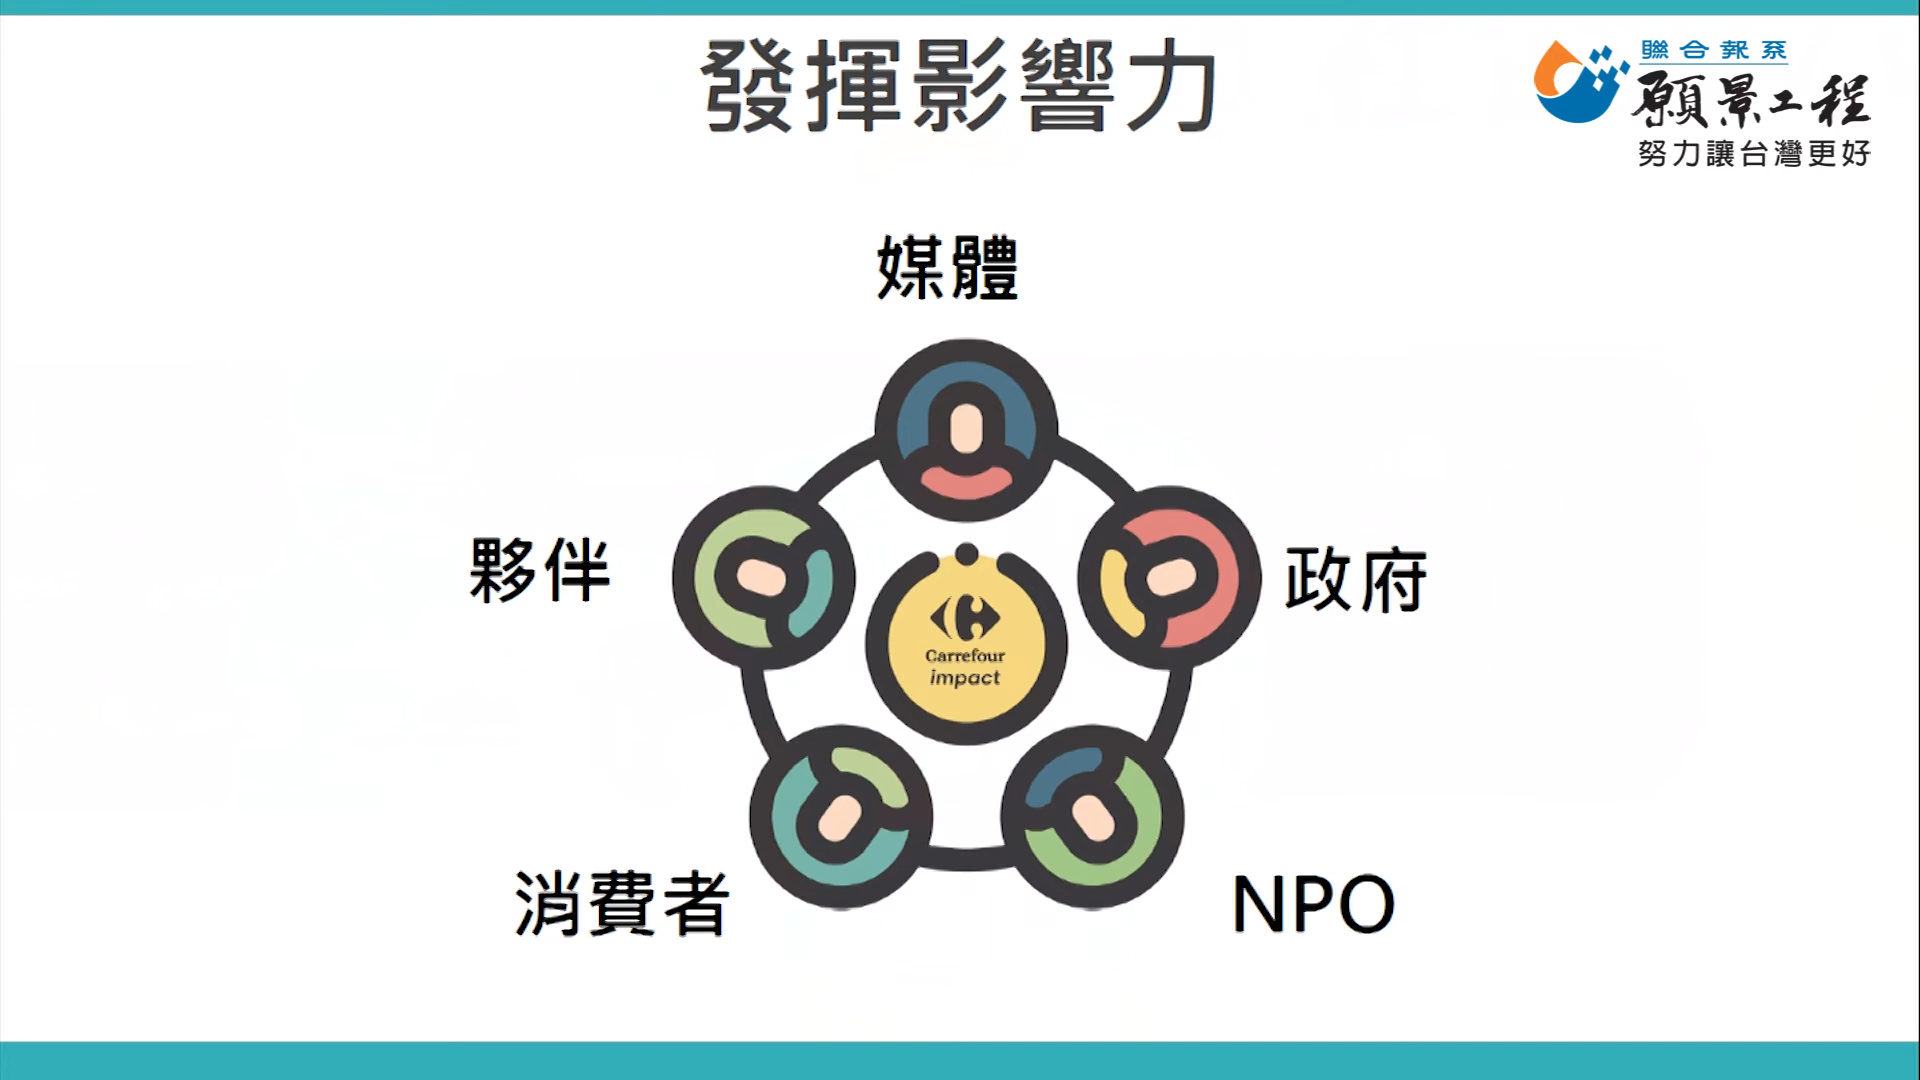 發揮影響力
聯合報系
願景工程
努力讓台灣更好
媒體
夥伴
政府
Carrefour
impact
消費者
NPO